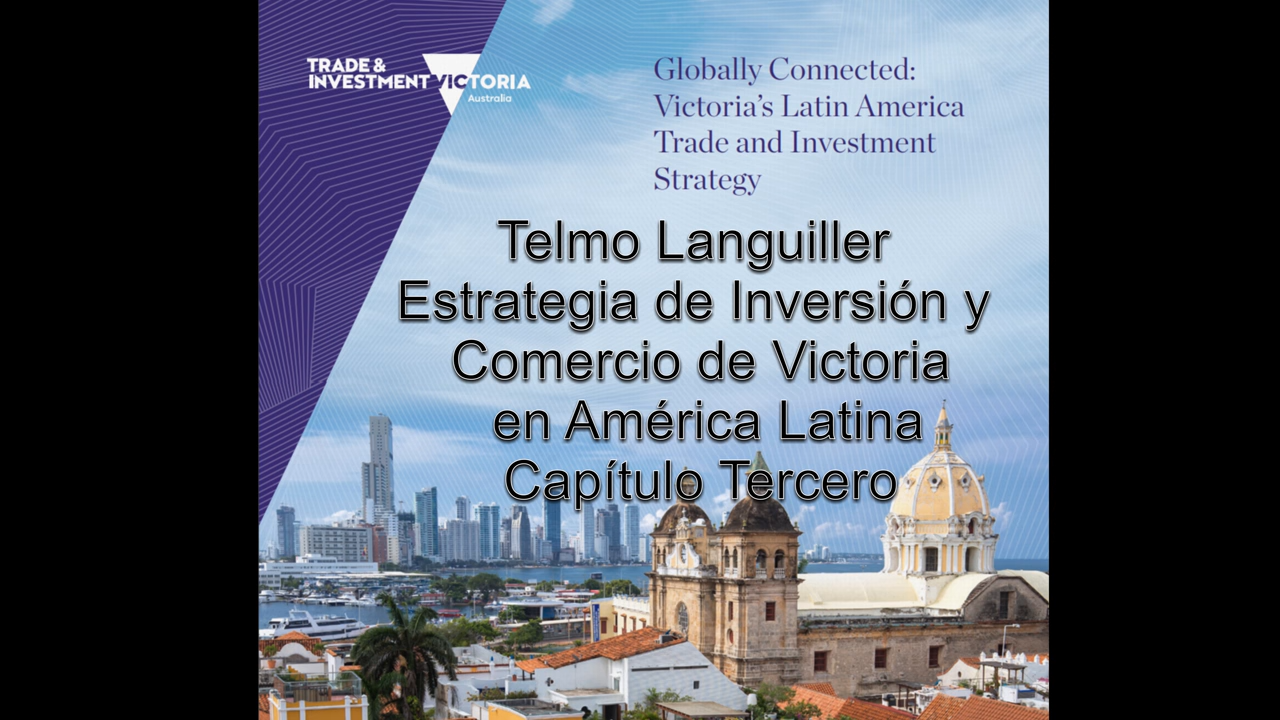 TRADE &
INVESTMENT VICTORIA
Australia
Globally Connected:
Victoria's Latin America
Trade and Investment
Strategy
Telmo Languiller
Estrategia de Inversión y
Comercio de Victoria
en América Latina
Capítulo Tercero